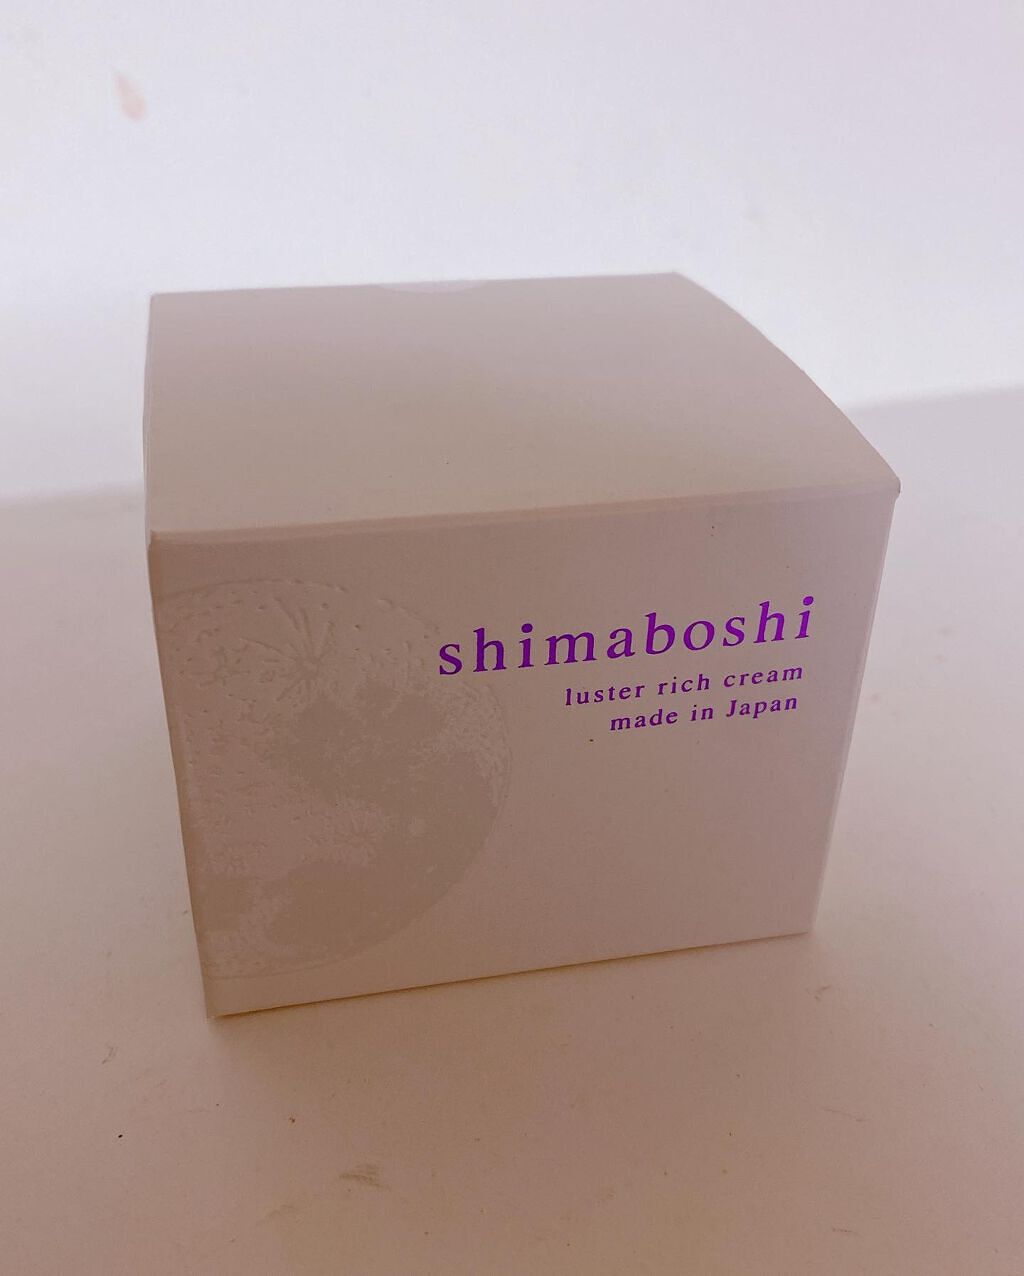 shimaboshi
luster rich cream
made in Japan